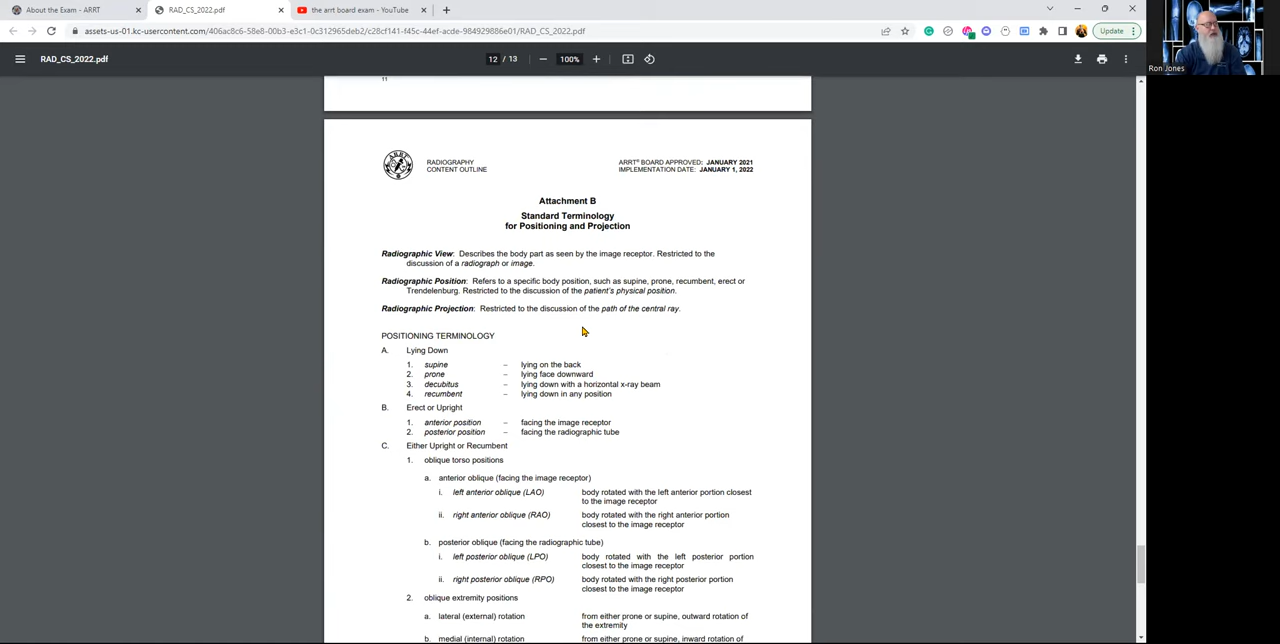 About the Exam - ARRT
RAD_CS_2022.pdf
the arrt board exam - YouTube
assets-us-01.kc-usercontent.com/406ac8c6-58e8-00b3-e3c1-0c312965deb2/c28cf141-f45c-44ef-acde-984929886e01/RAD_CS_2022.pdf
Update
RAD_CS_2022.pdf
12 / 13
100%
Ron Jones
11
RADIOGRAPHY
CONTENT OUTLINE
ARRT® BOARD APPROVED: JANUARY 2021
IMPLEMENTATION DATE: JANUARY 1, 2022
Attachment B
Standard Terminology
for Positioning and Projection
Radiographic View: Describes the body part as seen by the image receptor. Restricted to the
discussion of a radiograph or image.
Radiographic Position: Refers to a specific body position, such as supine, prone, recumbent, erect or
Trendelenburg. Restricted to the discussion of the patient's physical position.
Radiographic Projection: Restricted to the discussion of the path of the central ray.
POSITIONING TERMINOLOGY
A. Lying Down
1. supine – lying on the back
2. prone – lying face downward
3. decubitus – lying down with a horizontal x-ray beam
4. recumbent – lying down in any position
B. Erect or Upright
1. anterior position – facing the image receptor
2. posterior position – facing the radiographic tube
C. Either Upright or Recumbent
1. oblique torso positions
a. anterior oblique (facing the image receptor)
i. left anterior oblique (LAO) body rotated with the left anterior portion closest
to the image receptor
ii. right anterior oblique (RAO) body rotated with the right anterior portion
closest to the image receptor
b. posterior oblique (facing the radiographic tube)
i. left posterior oblique (LPO) body rotated with the left posterior portion
closest to the image receptor
ii. right posterior oblique (RPO) body rotated with the right posterior portion
closest to the image receptor
2. oblique extremity positions
a. lateral (external) rotation from either prone or supine, outward rotation of
the extremity
b. medial (internal) rotation from either prone or supine, inward rotation of